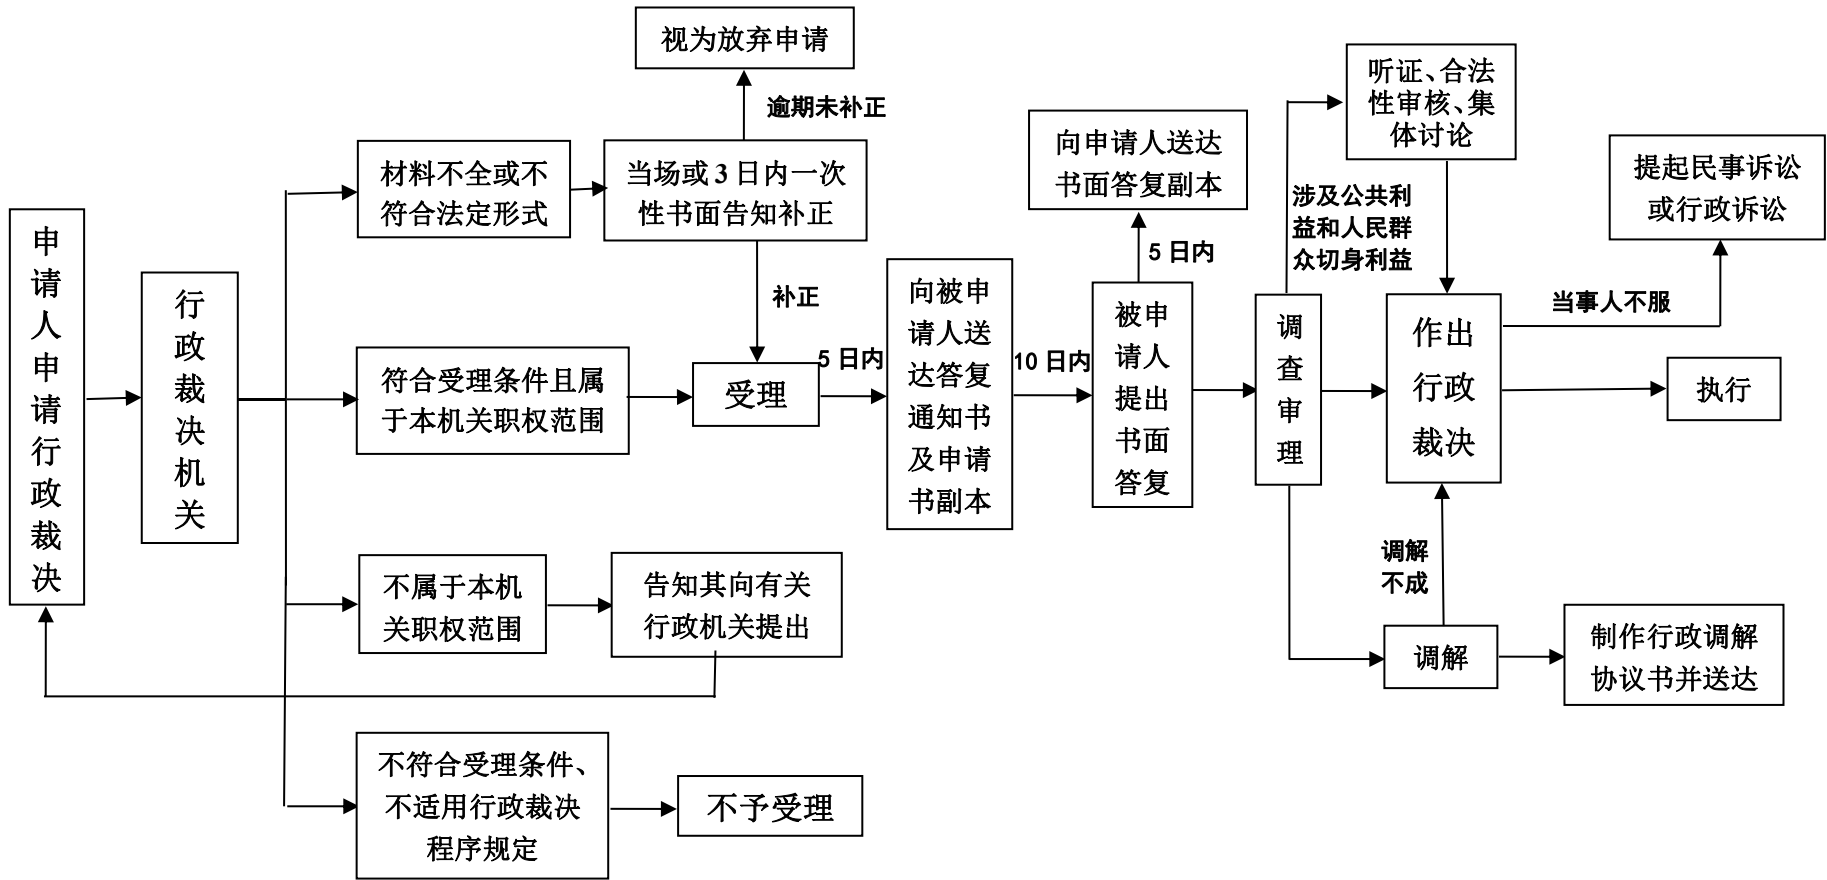 申
请
人
申
请
行
政
裁
决
行
政
裁
决
机
关
材料不全或不
符合法定形式
当场或 3 日内一次
性书面告知补正
逾期未补正
视为放弃申请
补正
符合受理条件且属
于本机关职权范围
受理
5 日内
向被申
请人送
达答复
通知书
及申请
书副本
10 日内
被申
请人
提出
书面
答复
5 日内
向申请人送达
书面答复副本
调
查
审
理
涉及公共利
益和人民群
众切身利益
听证、合法
性审核、集
体讨论
作出
行政
裁决
当事人不服
提起民事诉讼
或行政诉讼
执行
调解
不成
调解
制作行政调解
协议书并送达
不属于本机
关职权范围
告知其向有关
行政机关提出
不符合受理条件、
不适用行政裁决
程序规定
不予受理